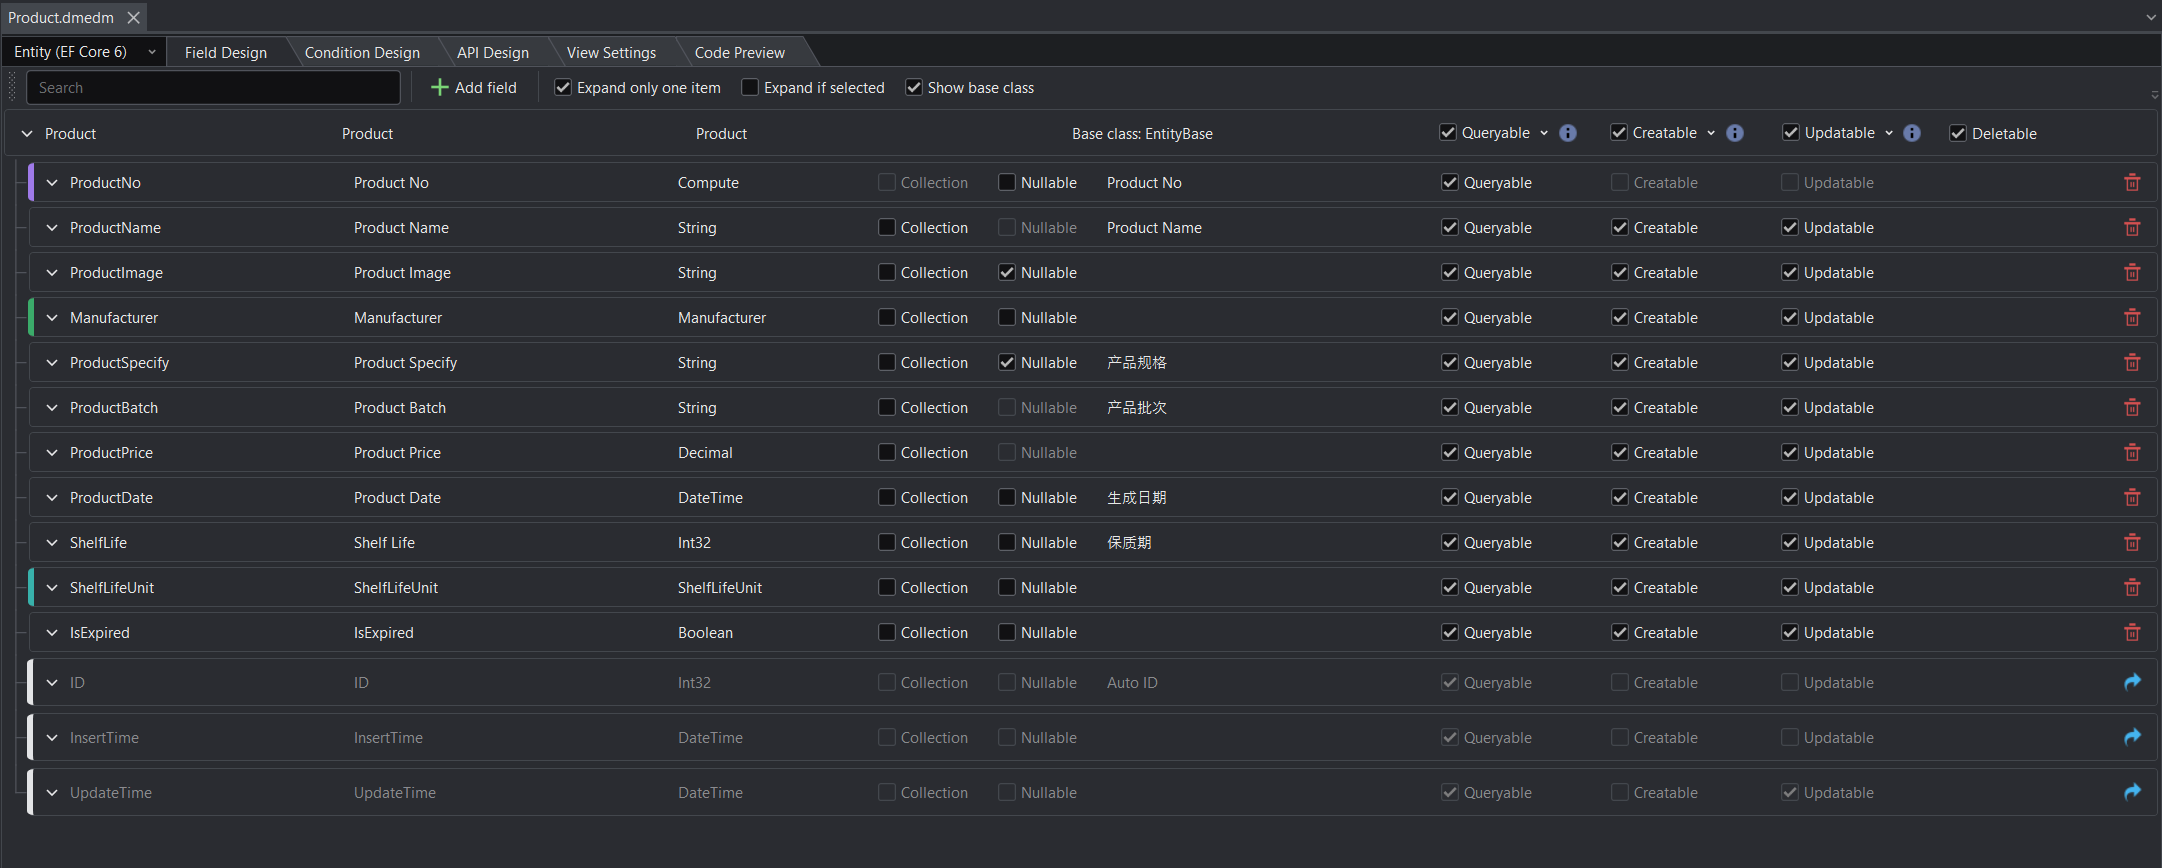 Product.dmedm
Entity (EF Core 6) Field Design Condition Design API Design View Settings Code Preview
Search Add field Expand only one item Expand if selected Show base class
Product Product Product Base class: EntityBase Queryable Creatable Updatable Deletable
ProductNo Product No Compute Collection Nullable Product No Queryable Creatable Updatable
ProductName Product Name String Collection Nullable Product Name Queryable Creatable Updatable
ProductImage Product Image String Collection Nullable Queryable Creatable Updatable
Manufacturer Manufacturer Manufacturer Collection Nullable Queryable Creatable Updatable
ProductSpecify Product Specify String Collection Nullable 产品规格 Queryable Creatable Updatable
ProductBatch Product Batch String Collection Nullable 产品批次 Queryable Creatable Updatable
ProductPrice Product Price Decimal Collection Nullable Queryable Creatable Updatable
ProductDate Product Date DateTime Collection Nullable 生成日期 Queryable Creatable Updatable
ShelfLife Shelf Life Int32 Collection Nullable 保质期 Queryable Creatable Updatable
ShelfLifeUnit ShelfLifeUnit ShelfLifeUnit Collection Nullable Queryable Creatable Updatable
IsExpired IsExpired Boolean Collection Nullable Queryable Creatable Updatable
ID ID Int32 Collection Nullable Auto ID Queryable Creatable Updatable
InsertTime InsertTime DateTime Collection Nullable Queryable Creatable Updatable
UpdateTime UpdateTime DateTime Collection Nullable Queryable Creatable Updatable